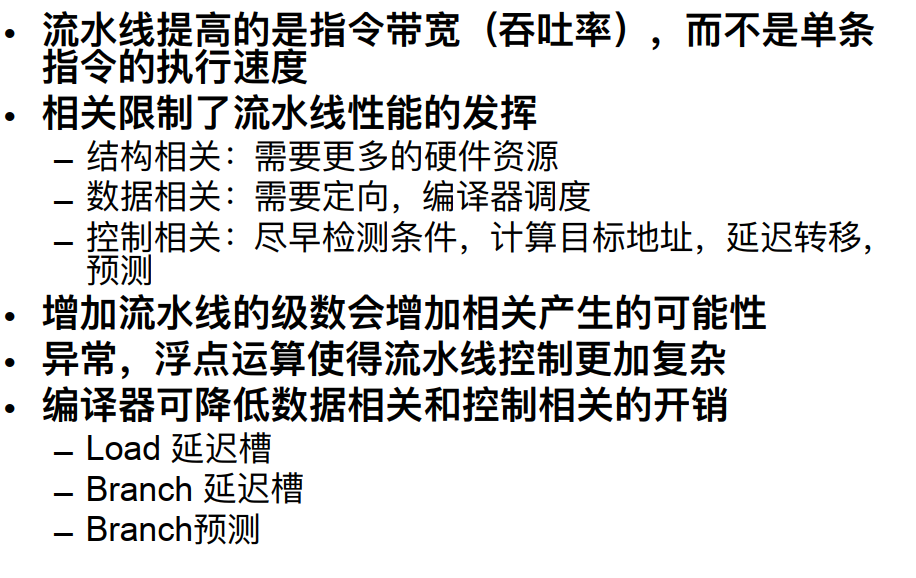 • 流水线提高的是指令带宽（吞吐率），而不是单条
指令的执行速度
• 相关限制了流水线性能的发挥
– 结构相关：需要更多的硬件资源
– 数据相关：需要定向，编译器调度
– 控制相关：尽早检测条件，计算目标地址，延迟转移，
预测
• 增加流水线的级数会增加相关产生的可能性
• 异常，浮点运算使得流水线控制更加复杂
• 编译器可降低数据相关和控制相关的开销
– Load 延迟槽
– Branch 延迟槽
– Branch预测